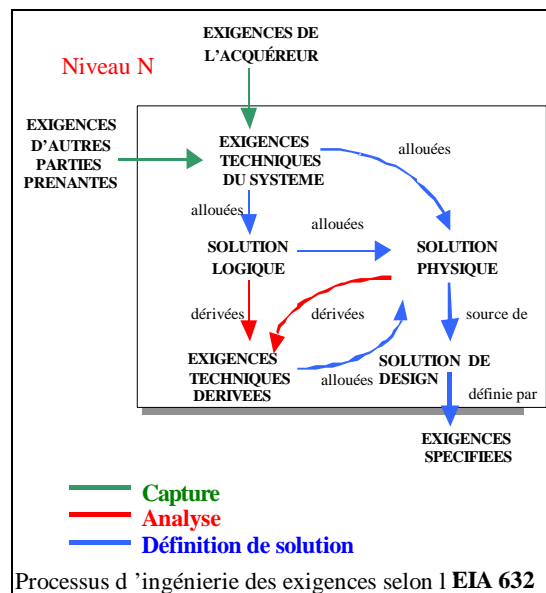 EXIGENCES DE
L’ACQUÉREUR
Niveau N
EXIGENCES
D'AUTRES
PARTIES
PRENANTES
EXIGENCES
TECHNIQUES
DU SYSTEME
allouées
allouées
allouées
SOLUTION
LOGIQUE
SOLUTION
PHYSIQUE
dérivées
dérivées
source de
EXIGENCES
TECHNIQUES
DERIVEES
allouées
SOLUTION DE
DESIGN
définie par
EXIGENCES
SPECIFIEES
Capture
Analyse
Définition de solution
Processus d ’ingénierie des exigences selon l EIA 632